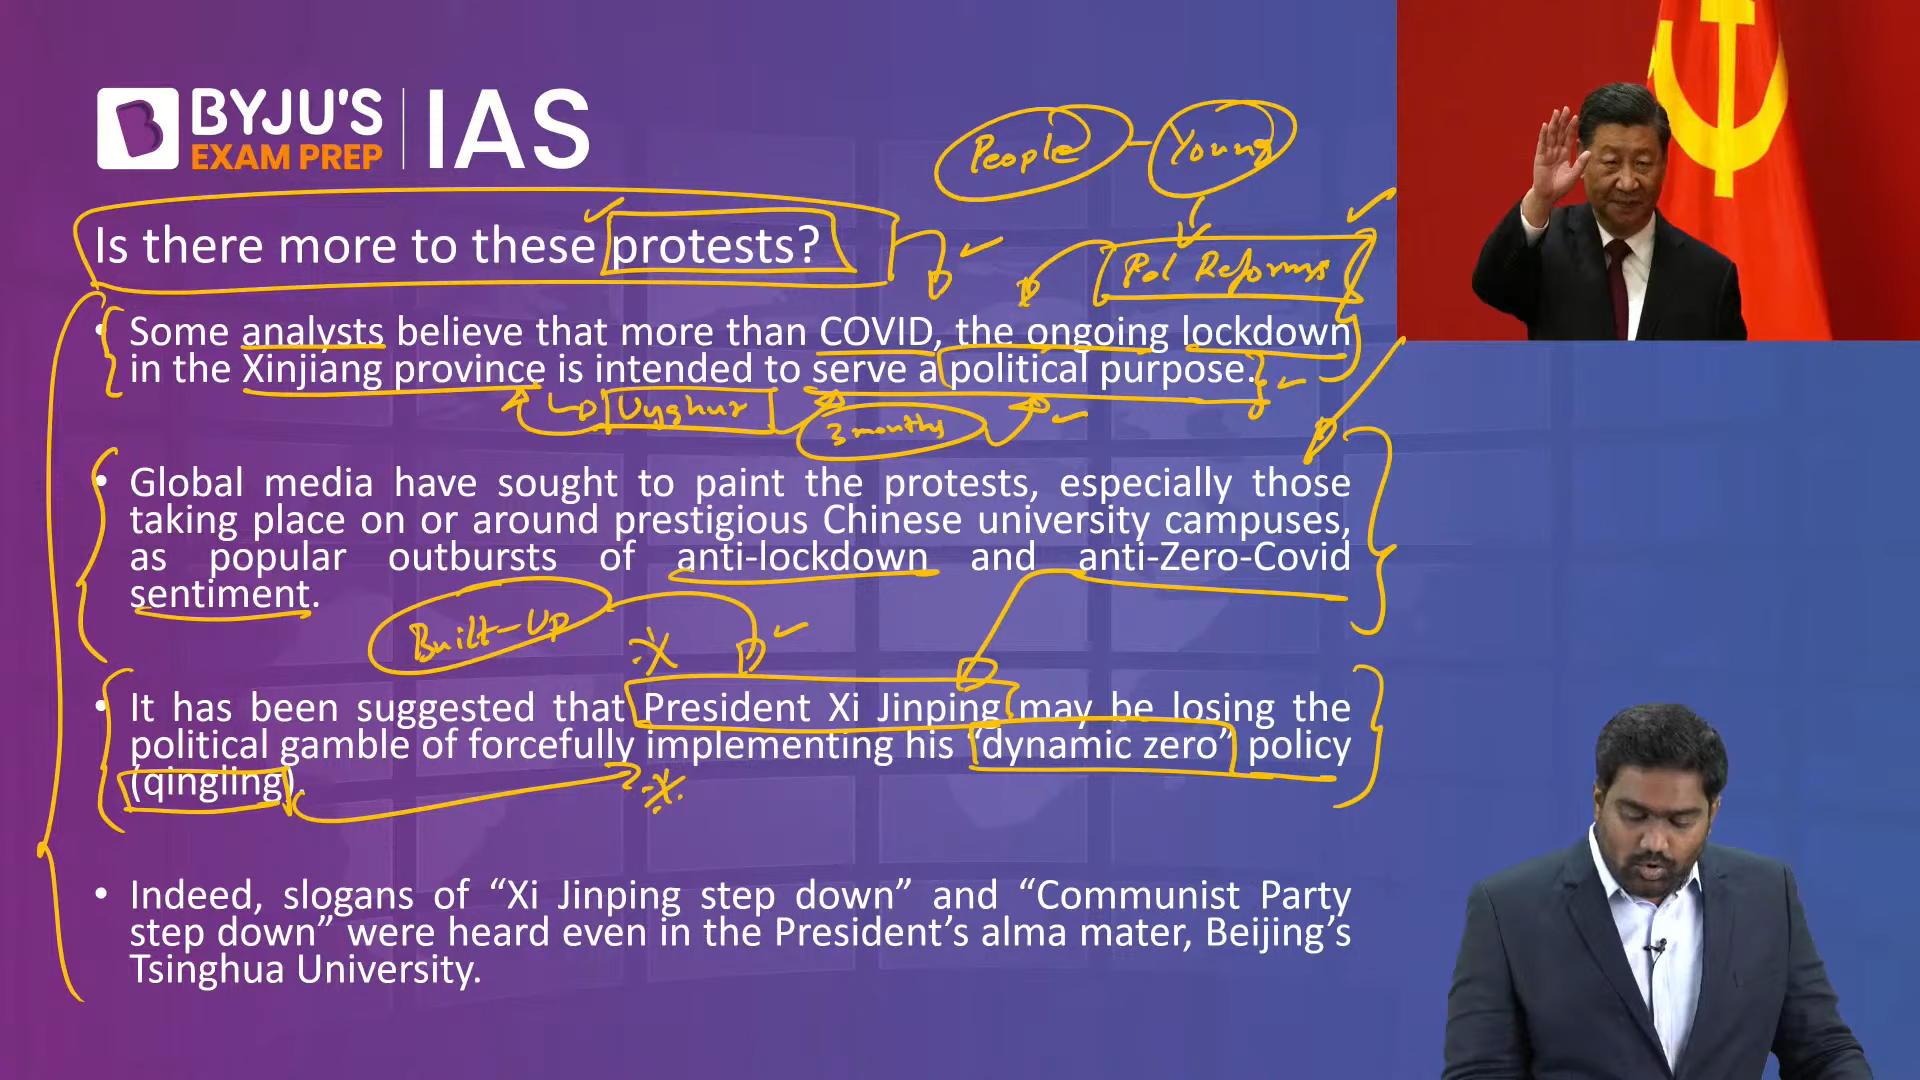 BYJU'S
EXAM PREP
IAS
People - Young
Is there more to these protests?
Pol Reforms
• Some analysts believe that more than COVID, the ongoing lockdown
in the Xinjiang province is intended to serve a political purpose.
Uyghur
3 months
• Global media have sought to paint the protests, especially those
taking place on or around prestigious Chinese university campuses,
as popular outbursts of anti-lockdown and anti-Zero-Covid
sentiment.
Built-Up
• It has been suggested that President Xi Jinping may be losing the
political gamble of forcefully implementing his “dynamic zero” policy
(qingling).
• Indeed, slogans of “Xi Jinping step down” and “Communist Party
step down” were heard even in the President’s alma mater, Beijing’s
Tsinghua University.